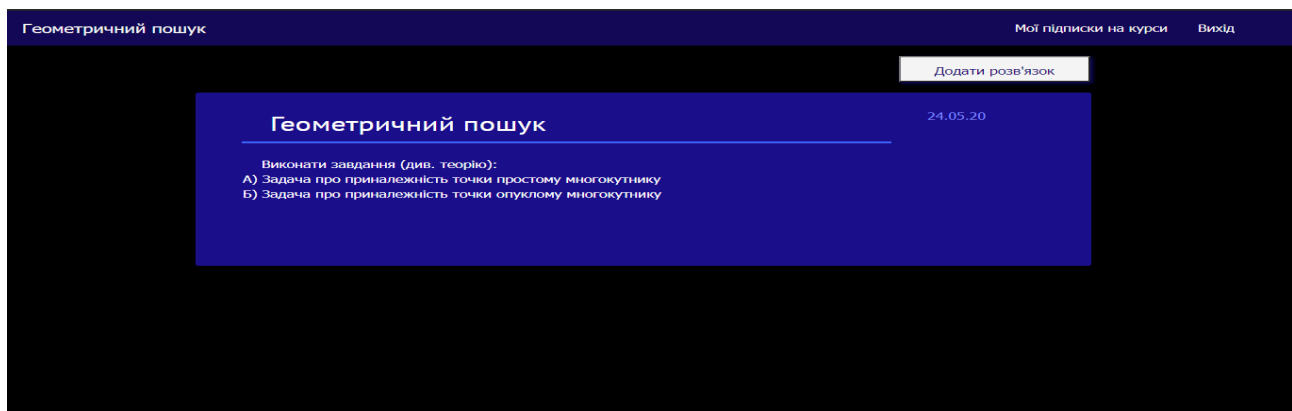 Геометричний пошук
Мої підписки на курси
Вихід
Додати розв'язок
Геометричний пошук
24.05.20
Виконати завдання (див. теорію):
А) Задача про приналежність точки простому многокутнику
Б) Задача про приналежність точки опуклому многокутнику